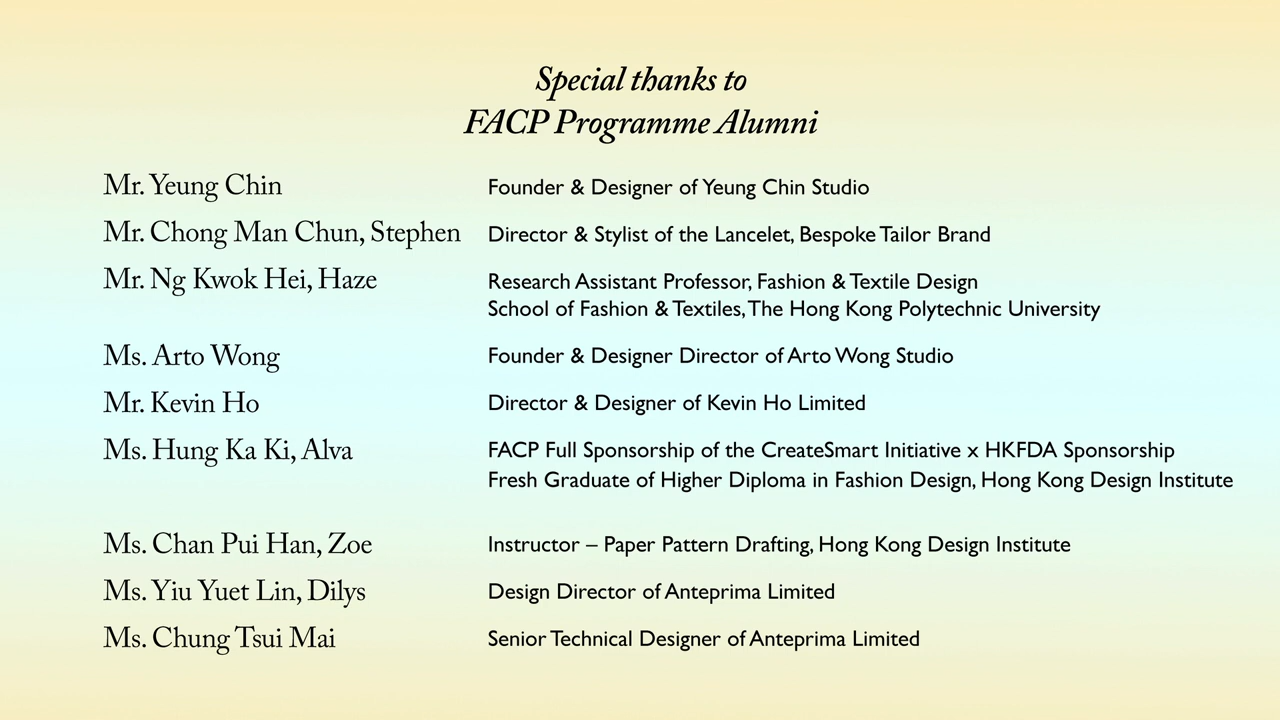 Special thanks to
FACP Programme Alumni
Mr. Yeung Chin Founder & Designer of Yeung Chin Studio
Mr. Chong Man Chun, Stephen Director & Stylist of the Lancelet, Bespoke Tailor Brand
Mr. Ng Kwok Hei, Haze Research Assistant Professor, Fashion & Textile Design
School of Fashion & Textiles, The Hong Kong Polytechnic University
Ms. Arto Wong Founder & Designer Director of Arto Wong Studio
Mr. Kevin Ho Director & Designer of Kevin Ho Limited
Ms. Hung Ka Ki, Alva FACP Full Sponsorship of the CreateSmart Initiative x HKFDA Sponsorship
Fresh Graduate of Higher Diploma in Fashion Design, Hong Kong Design Institute
Ms. Chan Pui Han, Zoe Instructor – Paper Pattern Drafting, Hong Kong Design Institute
Ms. Yiu Yuet Lin, Dilys Design Director of Anteprima Limited
Ms. Chung Tsui Mai Senior Technical Designer of Anteprima Limited